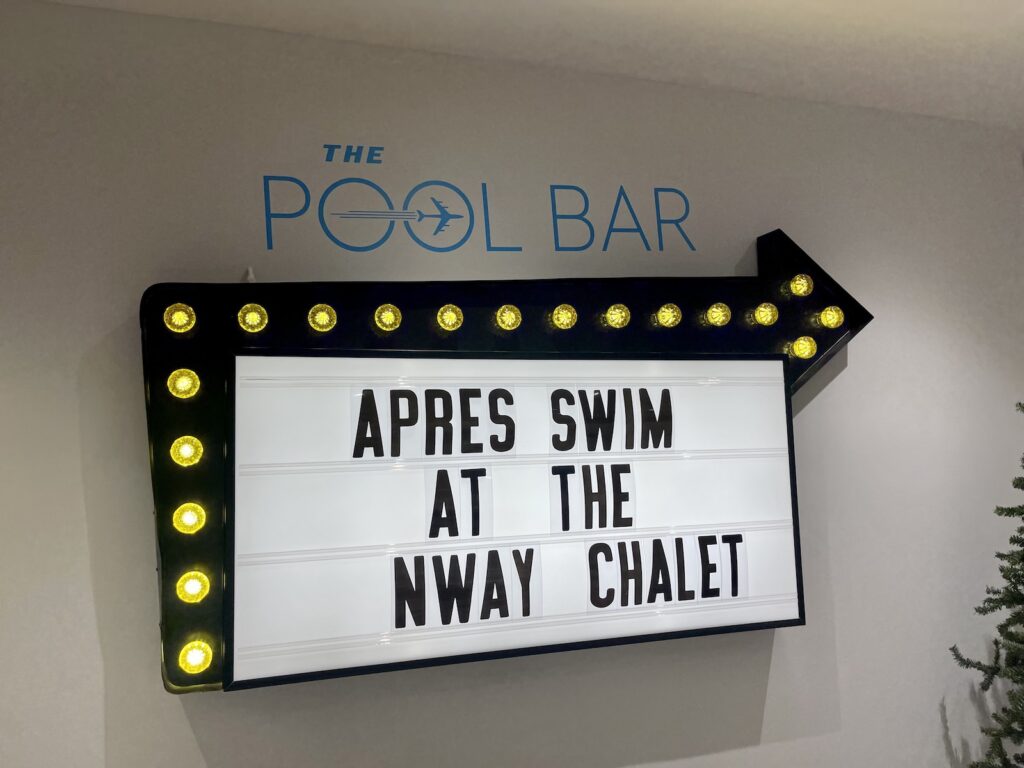 THE
POOL BAR
APRES SWIM
AT THE
NWAY CHALET